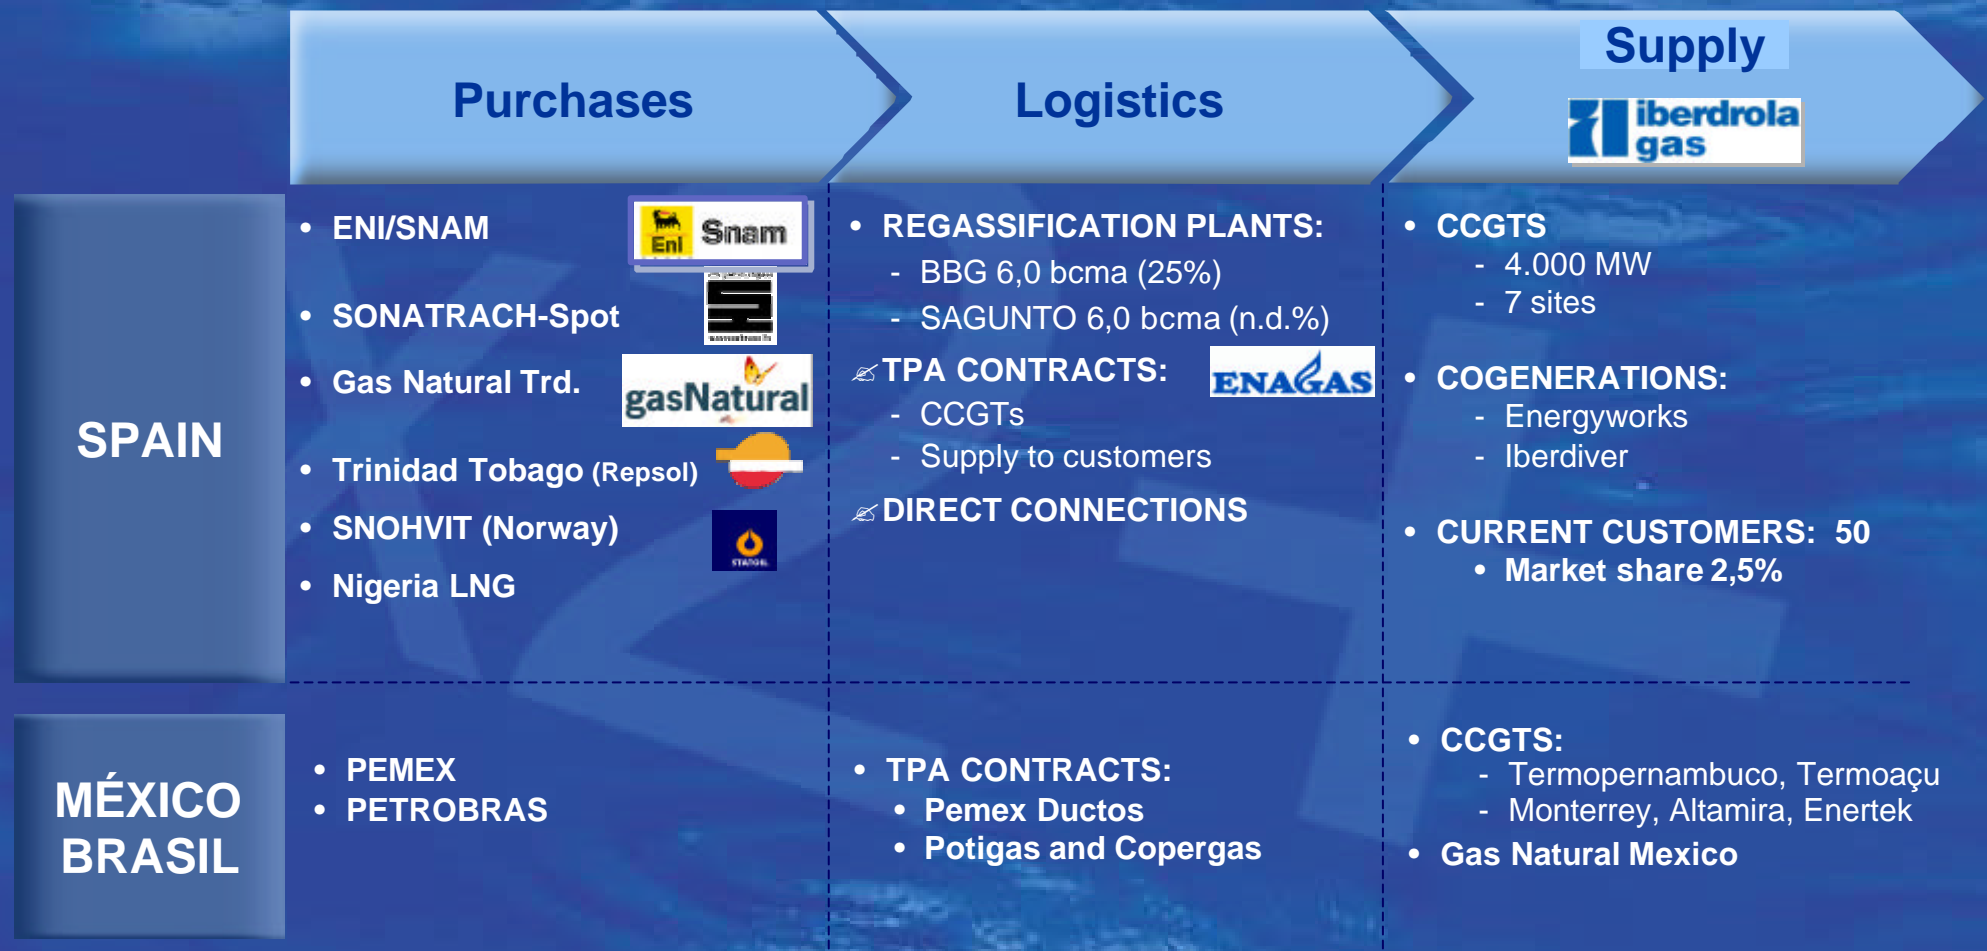 Purchases
Logistics
Supply
iberdrola
gas
SPAIN
• ENI/SNAM
Eni
Snam
• SONATRACH-Spot
• Gas Natural Trd.
gasNatural
• Trinidad Tobago (Repsol)
• SNOHVIT (Norway)
STATOIL
• Nigeria LNG
• REGASSIFICATION PLANTS:
- BBG 6,0 bcma (25%)
- SAGUNTO 6,0 bcma (n.d.%)
TPA CONTRACTS:
ENAGAS
- CCGTs
- Supply to customers
DIRECT CONNECTIONS
• CCGTS
- 4.000 MW
- 7 sites
• COGENERATIONS:
- Energyworks
- Iberdiver
• CURRENT CUSTOMERS: 50
• Market share 2,5%
MÉXICO
BRASIL
• PEMEX
• PETROBRAS
• TPA CONTRACTS:
• Pemex Ductos
• Potigas and Copergas
• CCGTS:
- Termopernambuco, Termoaçu
- Monterrey, Altamira, Enertek
• Gas Natural Mexico